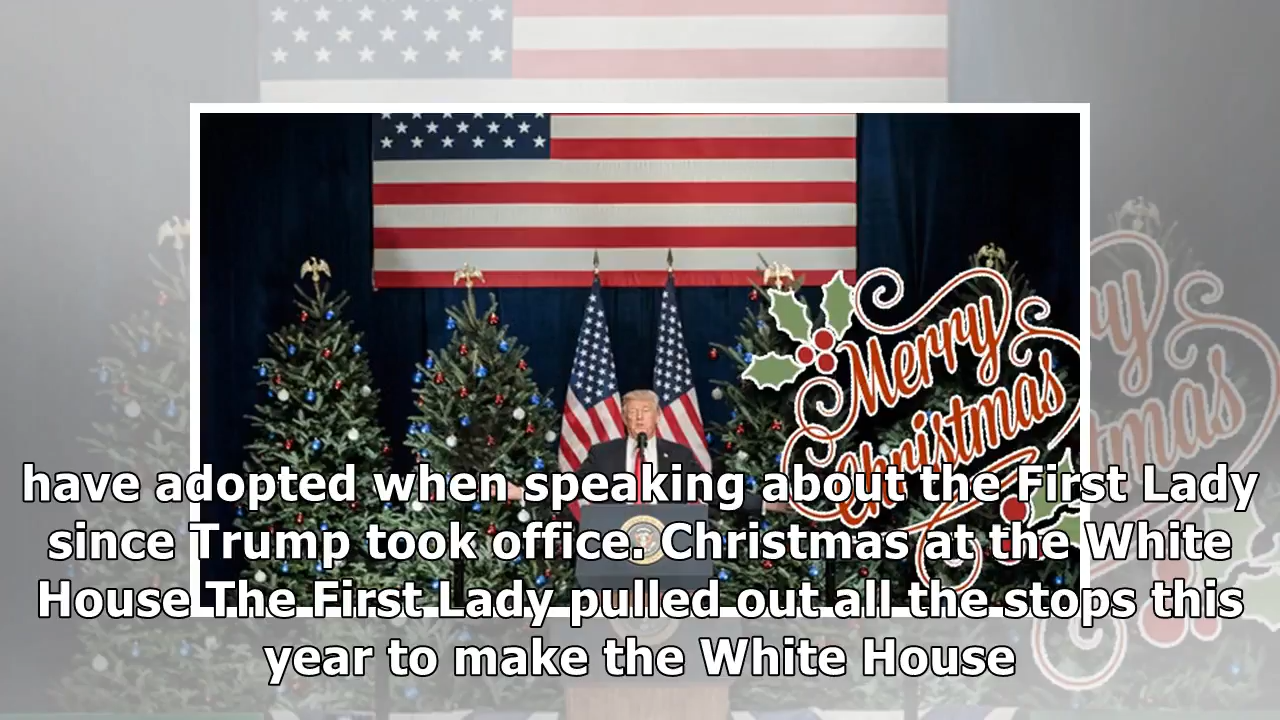 Merry
Christmas
have adopted when speaking about the First Lady
since Trump took office. Christmas at the White
House The First Lady pulled out all the stops this
year to make the White House